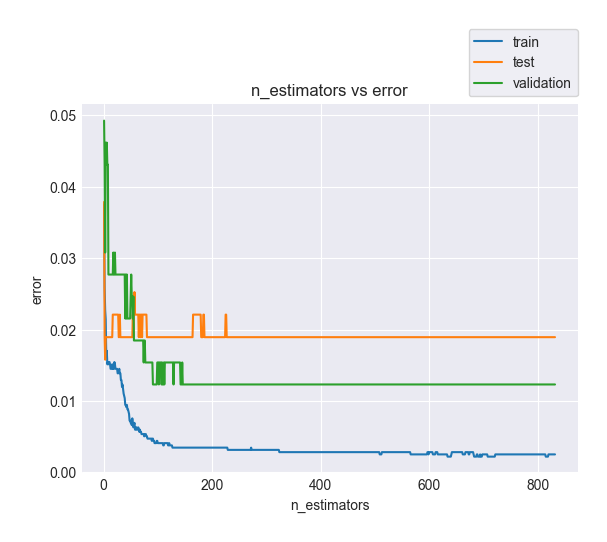 train
test
validation
n_estimators vs error
0.05
0.04
0.03
0.02
0.01
0.00
error
0 200 400 600 800
n_estimators